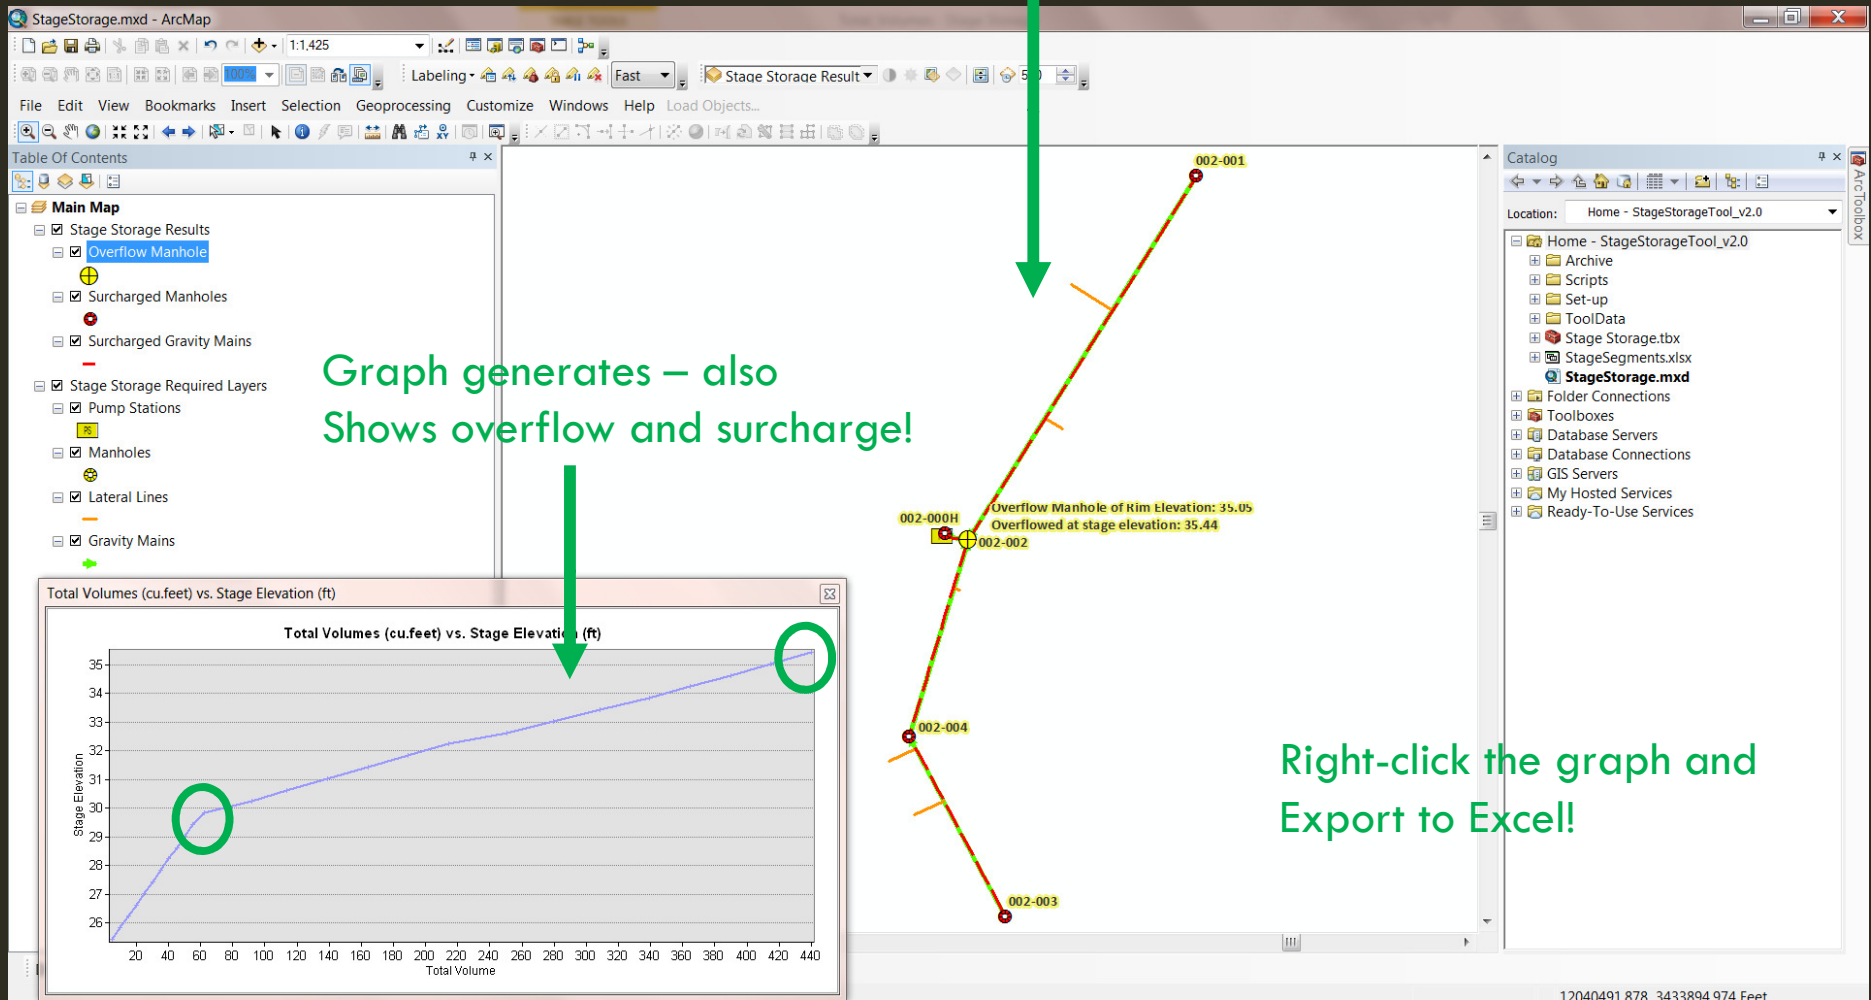 StageStorage.mxd - ArcMap
1:1,425
100%
Labeling
Fast
Stage Storage Result
File Edit View Bookmarks Insert Selection Geoprocessing Customize Windows Help Load Objects...
Table Of Contents
Main Map
Stage Storage Results
Overflow Manhole
Surcharged Manholes
Surcharged Gravity Mains
Stage Storage Required Layers
Pump Stations
PS
Manholes
Lateral Lines
Gravity Mains
Graph generates – also
Shows overflow and surcharge!
002-001
Overflow Manhole of Rim Elevation: 35.05
Overflowed at stage elevation: 35.44
002-000H
002-002
002-004
002-003
Right-click the graph and
Export to Excel!
Catalog
Location: Home - StageStorageTool_v2.0
Home - StageStorageTool_v2.0
Archive
Scripts
Set-up
ToolData
Stage Storage.tbx
StageSegments.xlsx
StageStorage.mxd
Folder Connections
Toolboxes
Database Servers
Database Connections
GIS Servers
My Hosted Services
Ready-To-Use Services
ArcToolbox
Total Volumes (cu.feet) vs. Stage Elevation (ft)
Total Volumes (cu.feet) vs. Stage Elevation (ft)
Stage Elevation
35
34
33
32
31
30
29
28
27
26
20 40 60 80 100 120 140 160 180 200 220 240 260 280 300 320 340 360 380 400 420 440
Total Volume
12040491.878 3433894.974 Feet